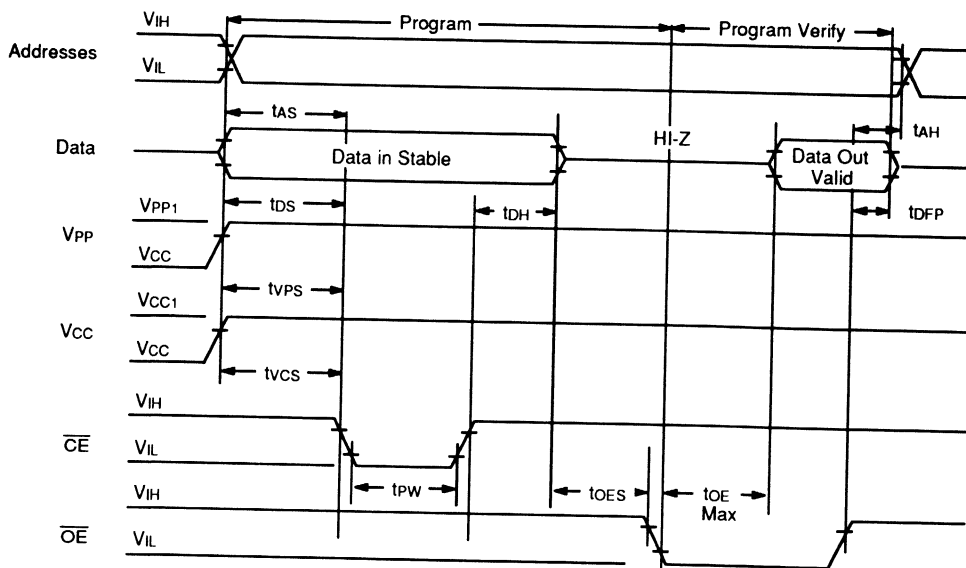 VIH
Program
Program Verify
Addresses
VIL
tAS
tAH
Data
Data in Stable
HI-Z
Data Out
Valid
VPP1
tDS
tDH
tDFP
VPP
VCC
tVPS
VCC1
VCC
VCC
tVCS
VIH
CE
VIL
tPW
tOES
tOE
Max
VIH
OE
VIL